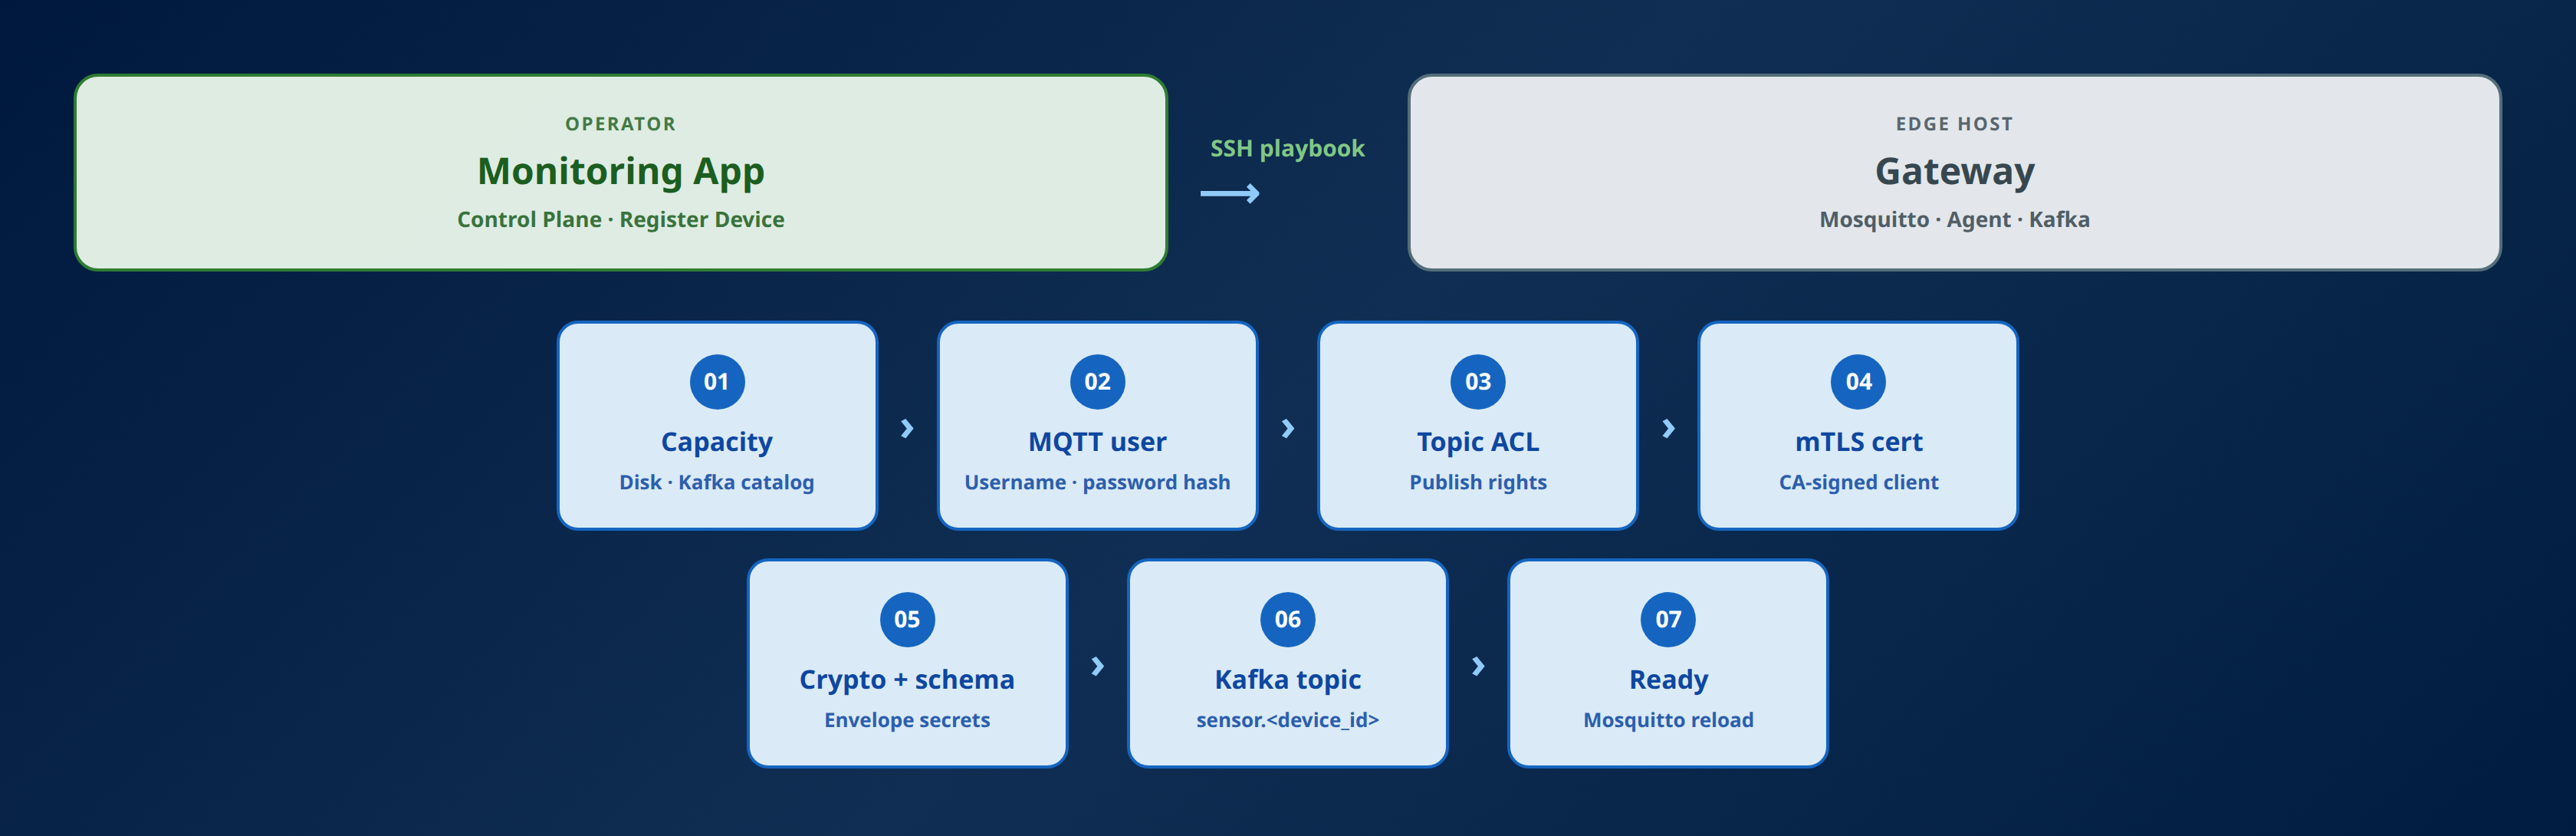 OPERATOR
Monitoring App
Control Plane · Register Device
SSH playbook
→
EDGE HOST
Gateway
Mosquitto · Agent · Kafka
01
Capacity
Disk · Kafka catalog
›
02
MQTT user
Username · password hash
›
03
Topic ACL
Publish rights
›
04
mTLS cert
CA-signed client
05
Crypto + schema
Envelope secrets
›
06
Kafka topic
sensor.<device_id>
›
07
Ready
Mosquitto reload